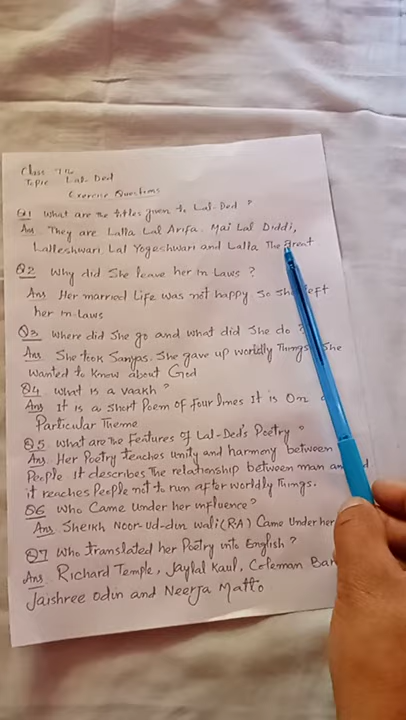 Class 7th
Topic Lal-Ded
Exercise Questions
Q1 What are the titles given to Lal-Ded?
Ans. They are Lalla Lal Arifa. Mai Lal Diddi,
Lalleshwari Lal Yogeshwari and Lalla The Great
Q2 Why did She leave her in Laws?
Ans Her married Life was not happy So She left
her in Laws
Q3 Where did She go and what did She do?
Ans She took Sanyas. She gave up worldly Things. She
wanted to know about God
Q4 What is a Vaakh?
Ans It is a Short Poem of four lines It is On
Particular Theme
Q5 What are the Features of Lal-Ded's Poetry
Ans Her Poetry teaches unity and harmony between
People It describes the relationship between man and
it teaches People not to run after worldly Things.
Q6 Who Came Under her influence?
Ans Sheikh Noor-ud-din Wali (RA) Came Under her
Q7 Who translated her Poetry into English?
Ans Richard Temple, Jaylal Kaul, Coleman
Jaishree Odin and Neerja Matto